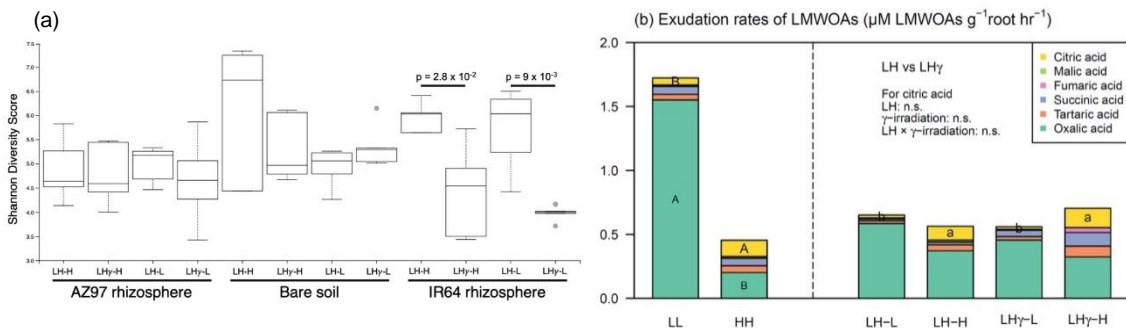 (a)
Shannon Diversity Score
7.5
7.0
6.5
6.0
5.5
5.0
4.5
4.0
3.5
3.0
p = 2.8 x 10⁻²
p = 9 x 10⁻³
LH-H
LHγ-H
LH-L
LHγ-L
LH-H
LHγ-H
LH-L
LHγ-L
LH-H
LHγ-H
LH-L
LHγ-L
AZ97 rhizosphere
Bare soil
IR64 rhizosphere
(b) Exudation rates of LMWOAs (μM LMWOAs g⁻¹root hr⁻¹)
2.0
1.5
1.0
0.5
0.0
B
A
A
B
b
a
b
a
LH vs LHγ
For citric acid
LH: n.s.
γ-irradiation: n.s.
LH × γ-irradiation: n.s.
Citric acid
Malic acid
Fumaric acid
Succinic acid
Tartaric acid
Oxalic acid
LL
HH
LH−L
LH−H
LHγ−L
LHγ−H